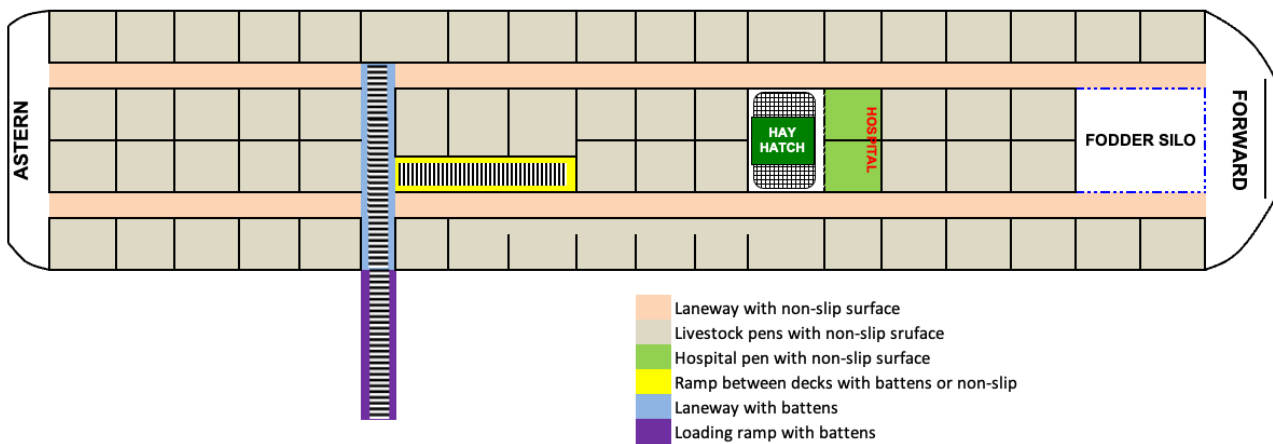 ASTERN
HAY
HATCH
HOSPITAL
FODDER SILO
FORWARD
Laneway with non-slip surface
Livestock pens with non-slip sruface
Hospital pen with non-slip surface
Ramp between decks with battens or non-slip
Laneway with battens
Loading ramp with battens